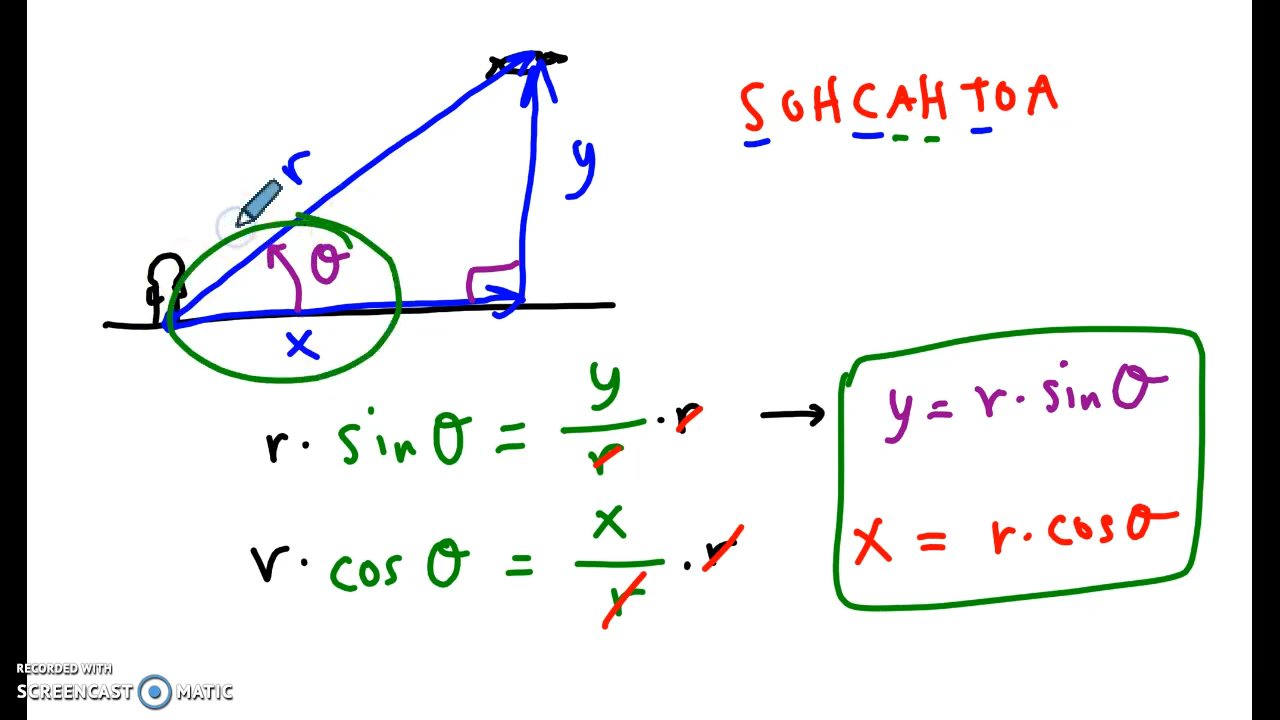 SOHCAHTOA
r
y
θ
x
r · sin θ = y/r · r → y = r · sin θ
r · cos θ = x/r · r
x = r · cos θ
RECORDED WITH
SCREENCAST MATIC